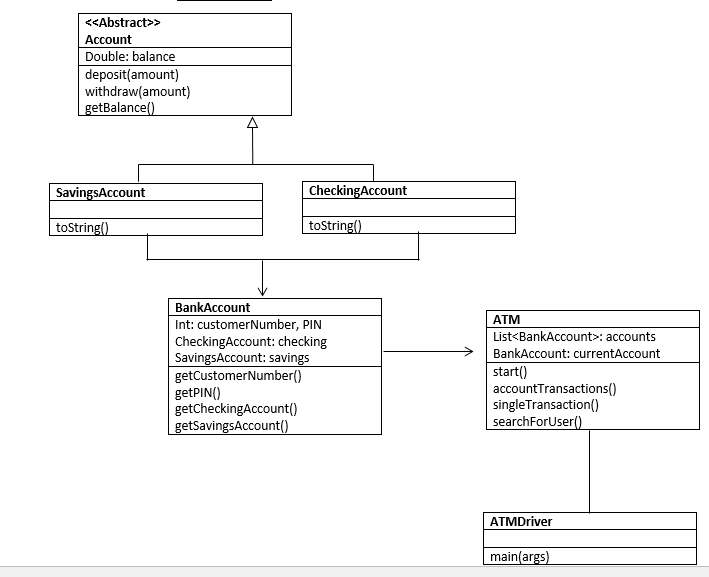 <<Abstract>>
Account
Double: balance
deposit(amount)
withdraw(amount)
getBalance()
SavingsAccount
toString()
CheckingAccount
toString()
BankAccount
Int: customerNumber, PIN
CheckingAccount: checking
SavingsAccount: savings
getCustomerNumber()
getPIN()
getCheckingAccount()
getSavingsAccount()
ATM
List<BankAccount>: accounts
BankAccount: currentAccount
start()
accountTransactions()
singleTransaction()
searchForUser()
ATMDriver
main(args)